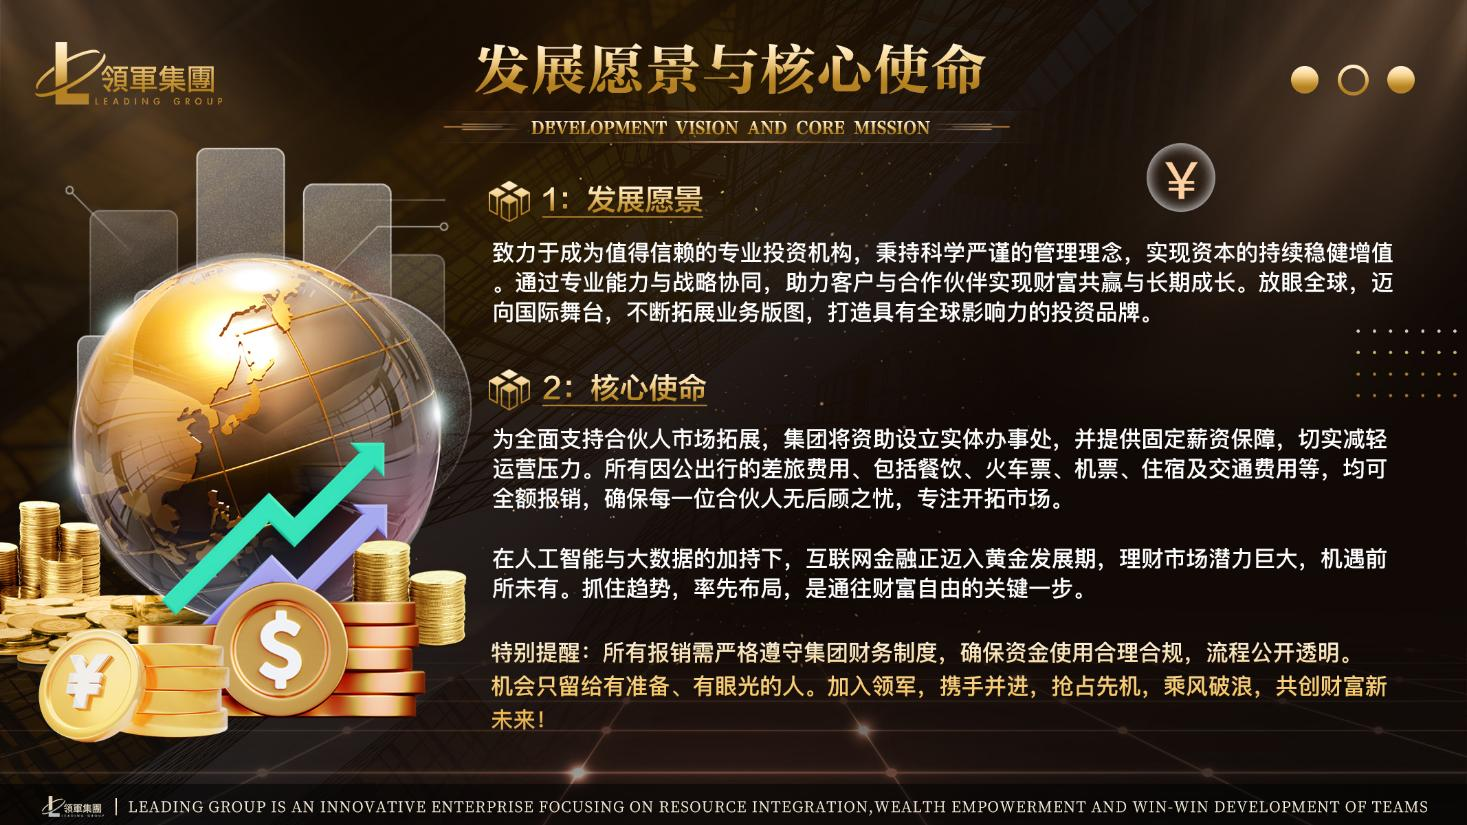 領軍集團
LEADING GROUP
发展愿景与核心使命
DEVELOPMENT VISION AND CORE MISSION
¥
1：发展愿景
致力于成为值得信赖的专业投资机构，秉持科学严谨的管理理念，实现资本的持续稳健增值
。通过专业能力与战略协同，助力客户与合作伙伴实现财富共赢与长期成长。放眼全球，迈
向国际舞台，不断拓展业务版图，打造具有全球影响力的投资品牌。
2：核心使命
为全面支持合伙人市场拓展，集团将资助设立实体办事处，并提供固定薪资保障，切实减轻
运营压力。所有因公出行的差旅费用、包括餐饮、火车票、机票、住宿及交通费用等，均可
全额报销，确保每一位合伙人无后顾之忧，专注开拓市场。
在人工智能与大数据的加持下，互联网金融正迈入黄金发展期，理财市场潜力巨大，机遇前
所未有。抓住趋势，率先布局，是通往财富自由的关键一步。
特别提醒：所有报销需严格遵守集团财务制度，确保资金使用合理合规，流程公开透明。
机会只留给有准备、有眼光的人。加入领军，携手并进，抢占先机，乘风破浪，共创财富新
未来！
$
¥
領軍集團
LEADING GROUP
LEADING GROUP IS AN INNOVATIVE ENTERPRISE FOCUSING ON RESOURCE INTEGRATION,WEALTH EMPOWERMENT AND WIN-WIN DEVELOPMENT OF TEAMS